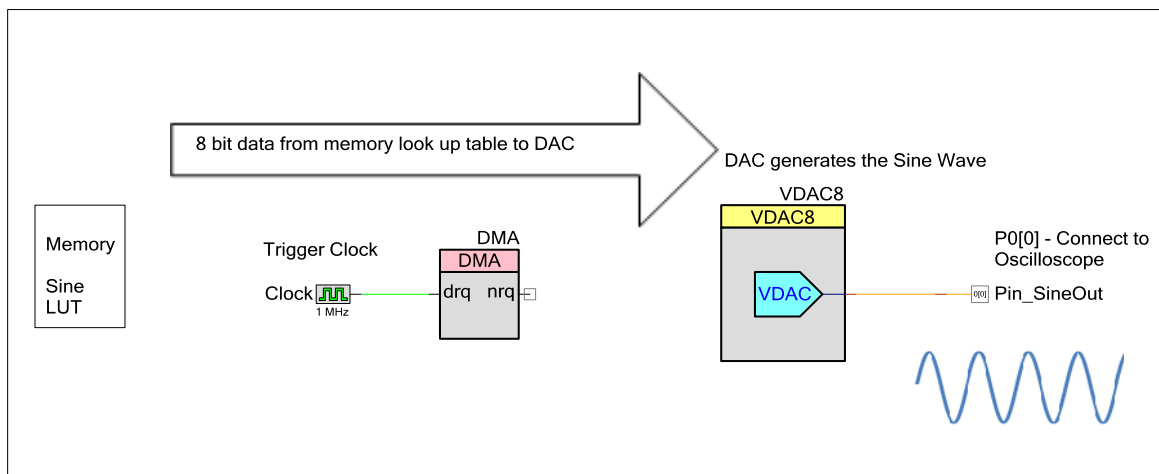 8 bit data from memory look up table to DAC
DAC generates the Sine Wave
VDAC8
VDAC8
VDAC
P0[0] - Connect to
Oscilloscope
0[0]
Pin_SineOut
Memory
Sine
LUT
Trigger Clock
Clock
1 MHz
DMA
DMA
drq
nrq